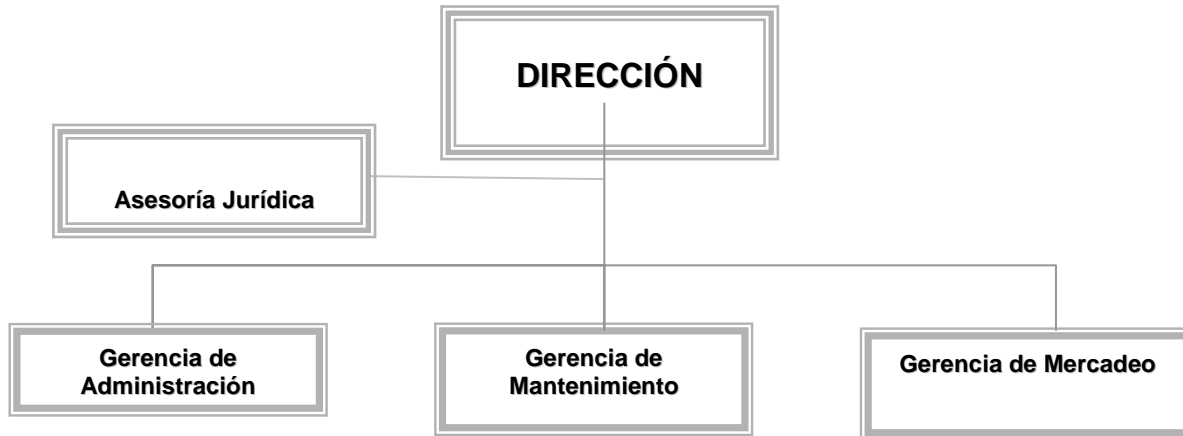 DIRECCIÓN
Asesoría Jurídica
Gerencia de
Administración
Gerencia de
Mantenimiento
Gerencia de Mercadeo